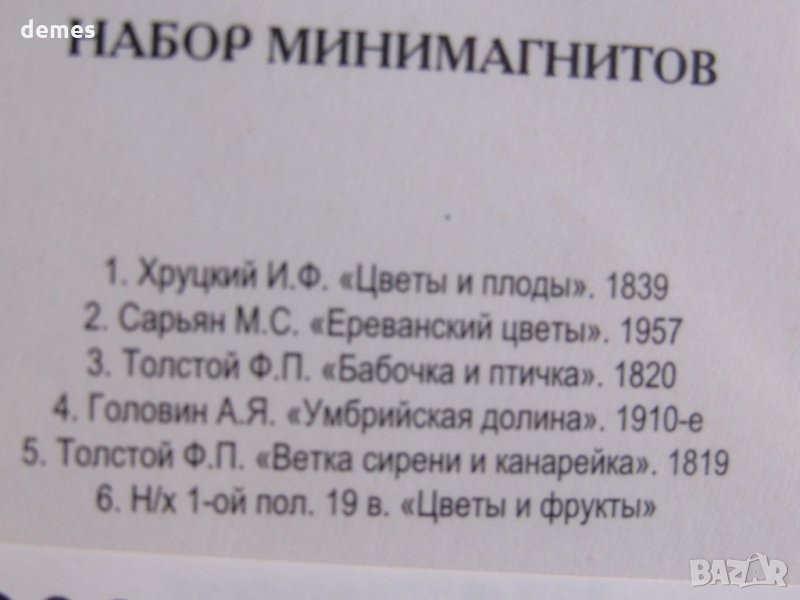 demes
НАБОР МИНИМАГНИТОВ
1. Хруцкий И.Ф. «Цветы и плоды». 1839
2. Сарьян М.С. «Ереванский цветы». 1957
3. Толстой Ф.П. «Бабочка и птичка». 1820
4. Головин А.Я. «Умбрийская долина». 1910-е
5. Толстой Ф.П. «Ветка сирени и канарейка». 1819
6. Н/х 1-ой пол. 19 в. «Цветы и фрукты»
BAZAR